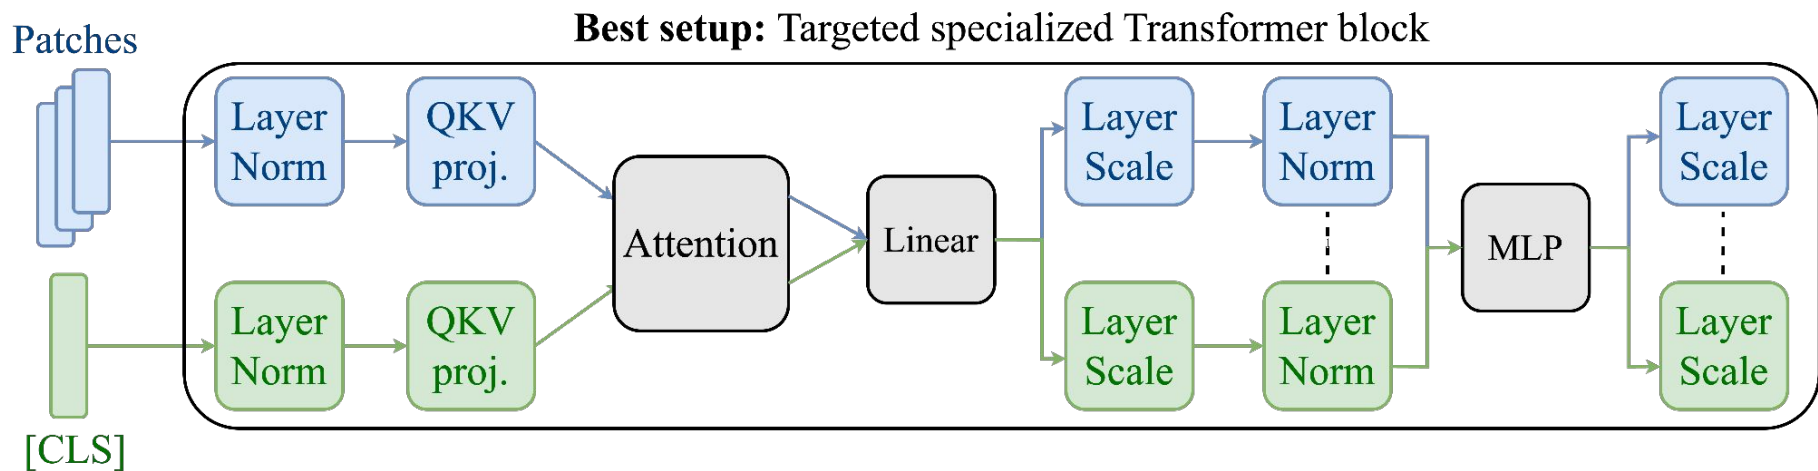 Best setup: Targeted specialized Transformer block
Patches
Layer
Norm
QKV
proj.
Layer
Scale
Layer
Norm
Layer
Scale
Attention
Linear
MLP
Layer
Norm
QKV
proj.
Layer
Scale
Layer
Norm
Layer
Scale
[CLS]